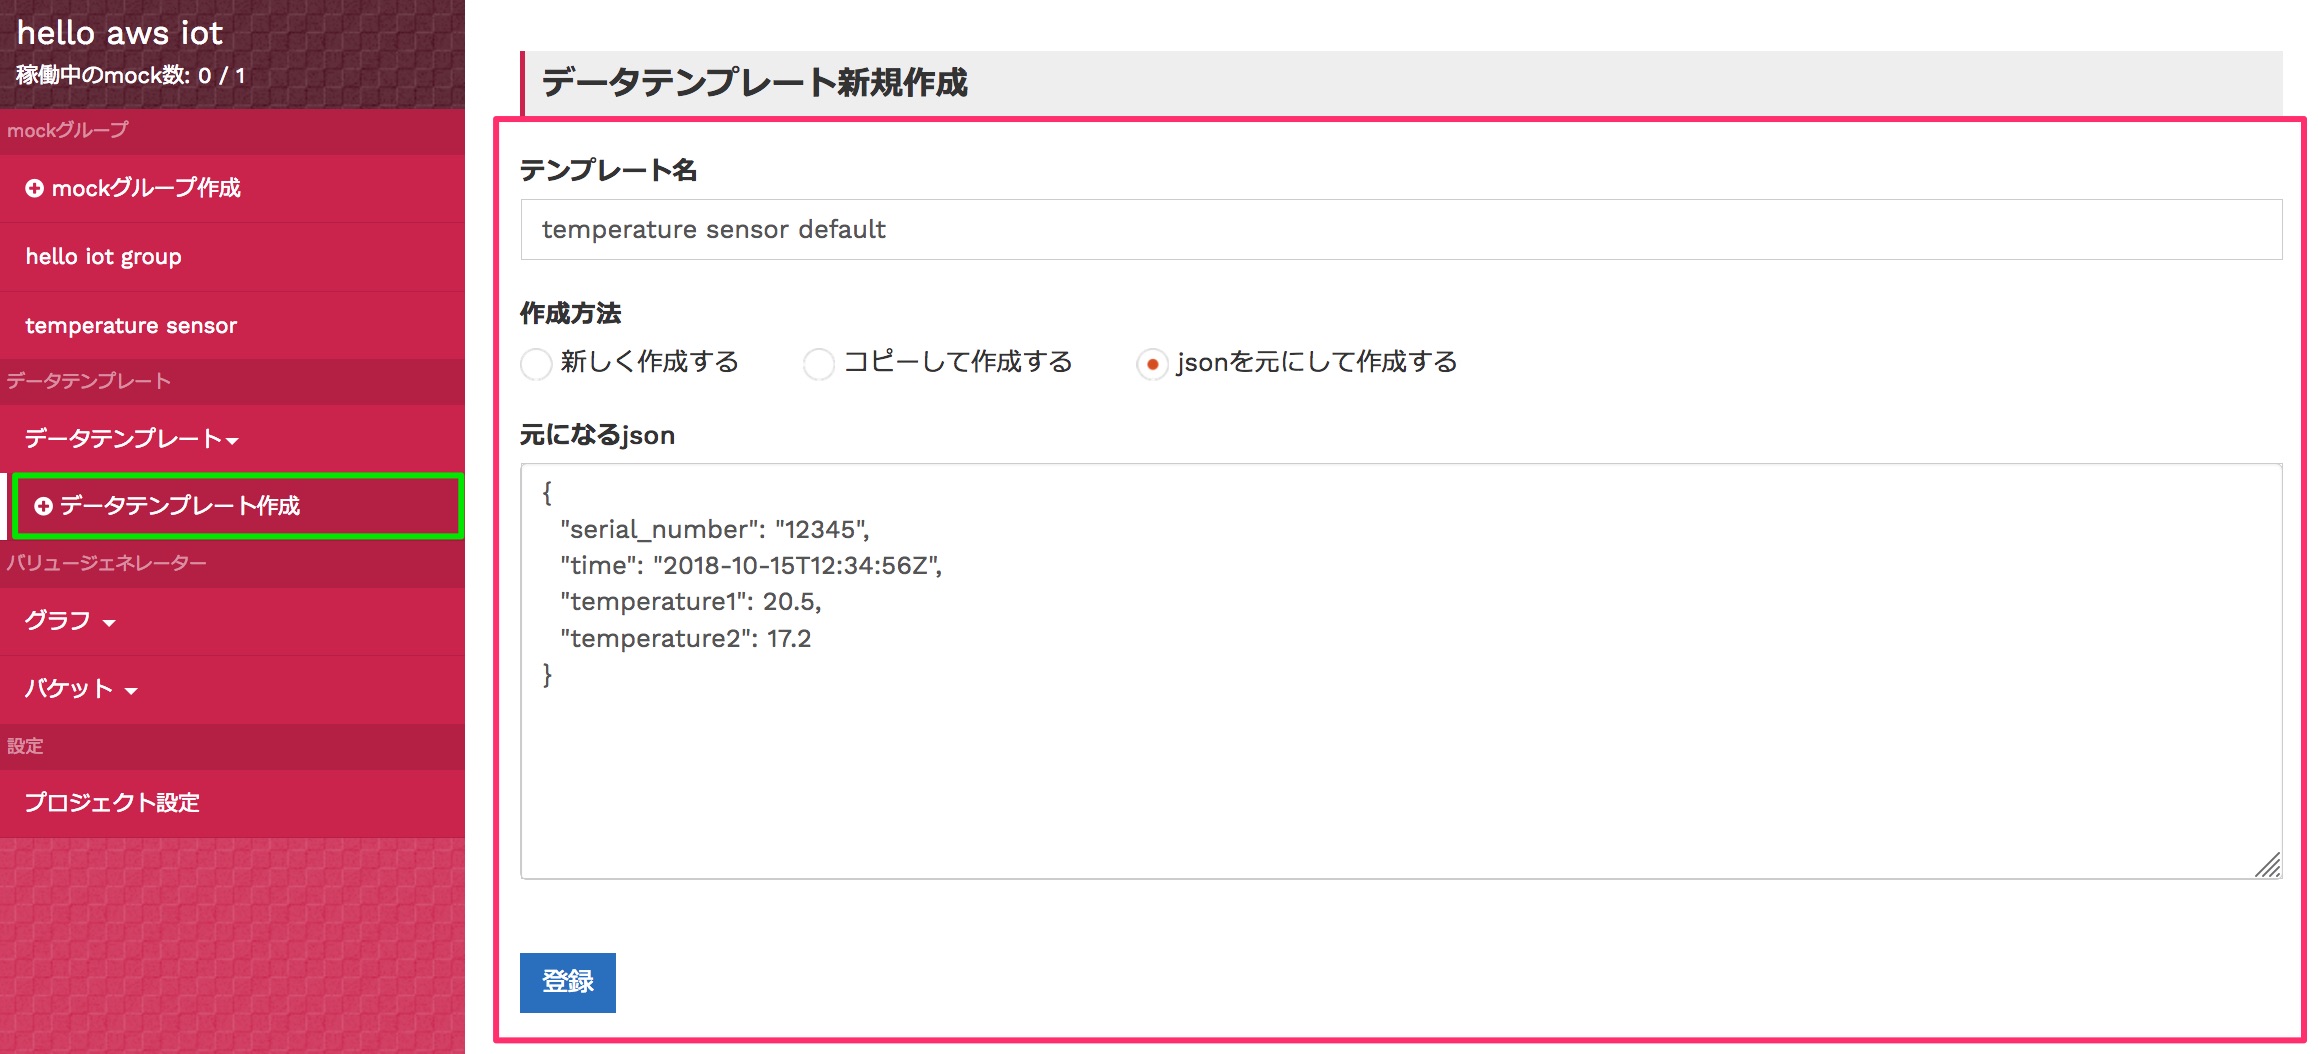 hello aws iot
稼働中のmock数: 0 / 1
mockグループ
mockグループ作成
hello iot group
temperature sensor
データテンプレート
データテンプレート
データテンプレート作成
バリュージェネレーター
グラフ
バケット
設定
プロジェクト設定
データテンプレート新規作成
テンプレート名
temperature sensor default
作成方法
新しく作成する コピーして作成する jsonを元にして作成する
元になるjson
{
"serial_number": "12345",
"time": "2018-10-15T12:34:56Z",
"temperature1": 20.5,
"temperature2": 17.2
}
登録